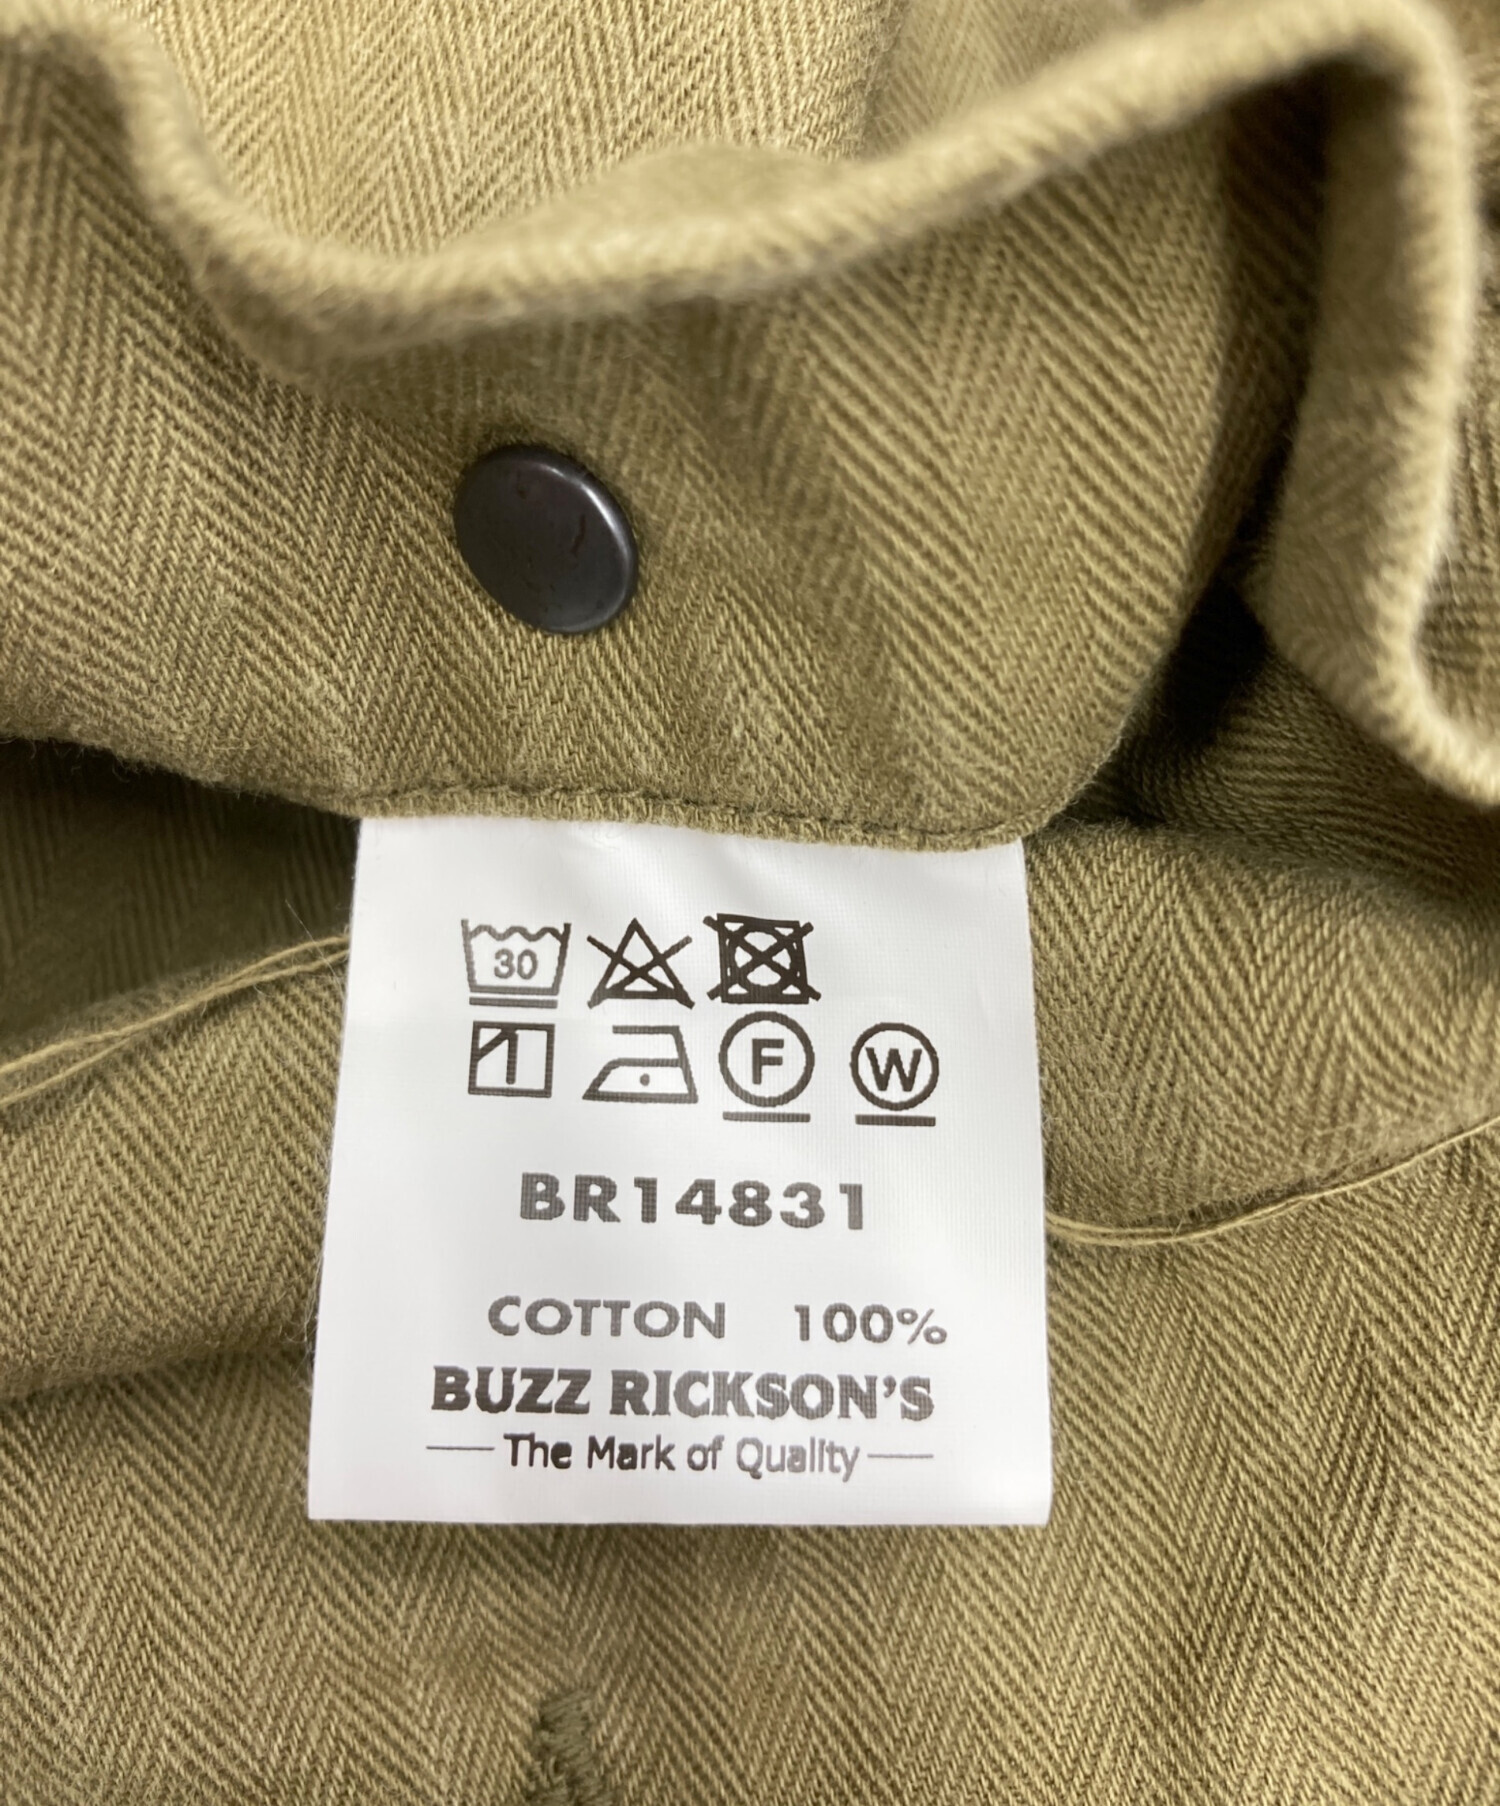 30
F W
BR14831
COTTON 100%
BUZZ RICKSON'S
The Mark of Quality